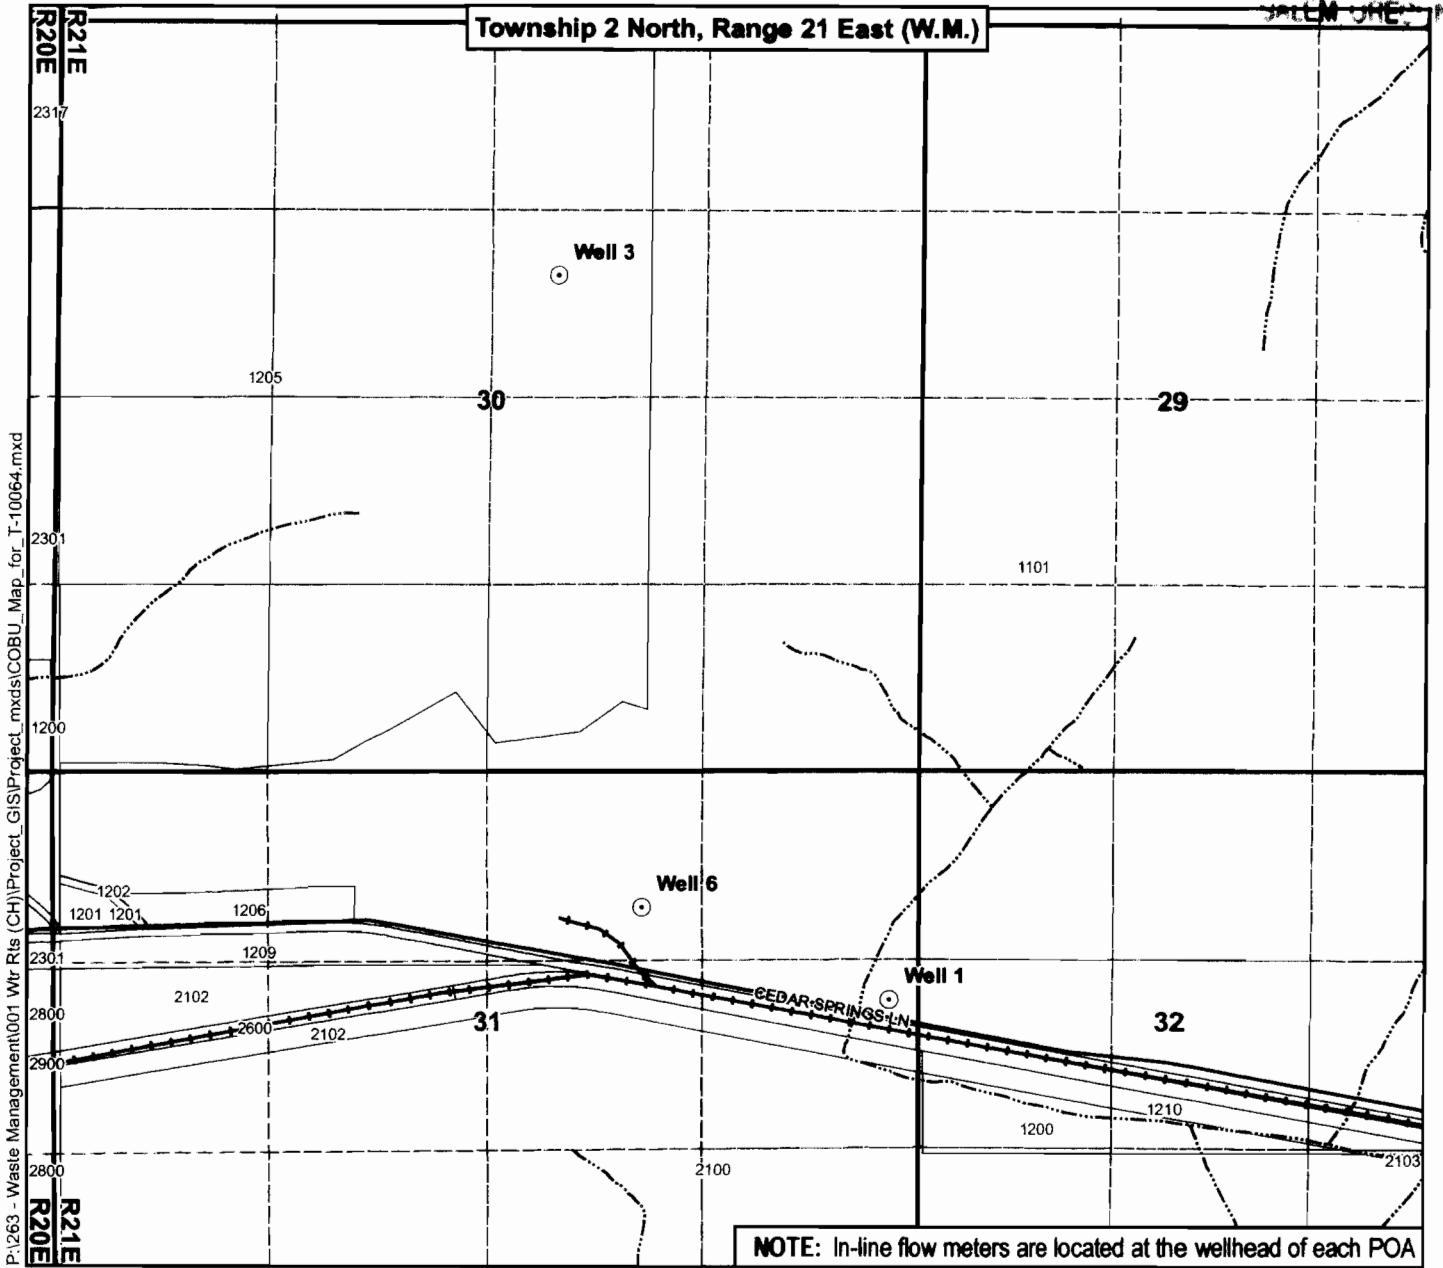 SALEM, OREGON
Township 2 North, Range 21 East (W.M.)
R20E
R21E
2317
Well 3
1205
30
29
2301
1101
1200
Well 6
1202
1201
1201
1206
1209
2301
Well 1
CEDAR SPRINGS LN
2102
2800
2600
2102
31
32
2900
1210
1200
2100
2103
2800
R20E
R21E
NOTE: In-line flow meters are located at the wellhead of each POA
P:\263 - Waste Management\001 Wtr Rts (CH)\Project_GIS\Project_mxds\COBU_Map_for_T-10064.mxd